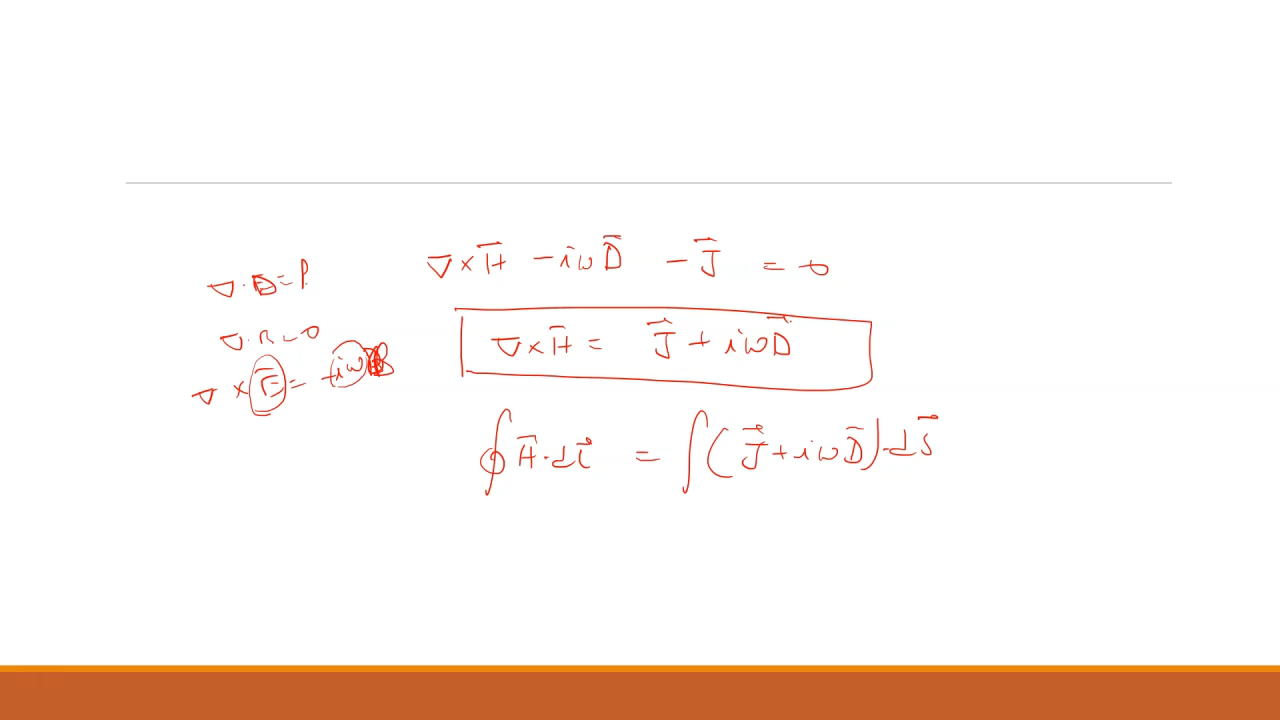 ∇×H̅ − iωD̅ − J⃗ = 0
∇·D = ρ
∇×H̅ = J⃗ + iωD̅
∇·B = 0
∇×E̅ = −iωB
∮H̅·dl⃗ = ∫(J⃗ + iωD̅)·dS⃗